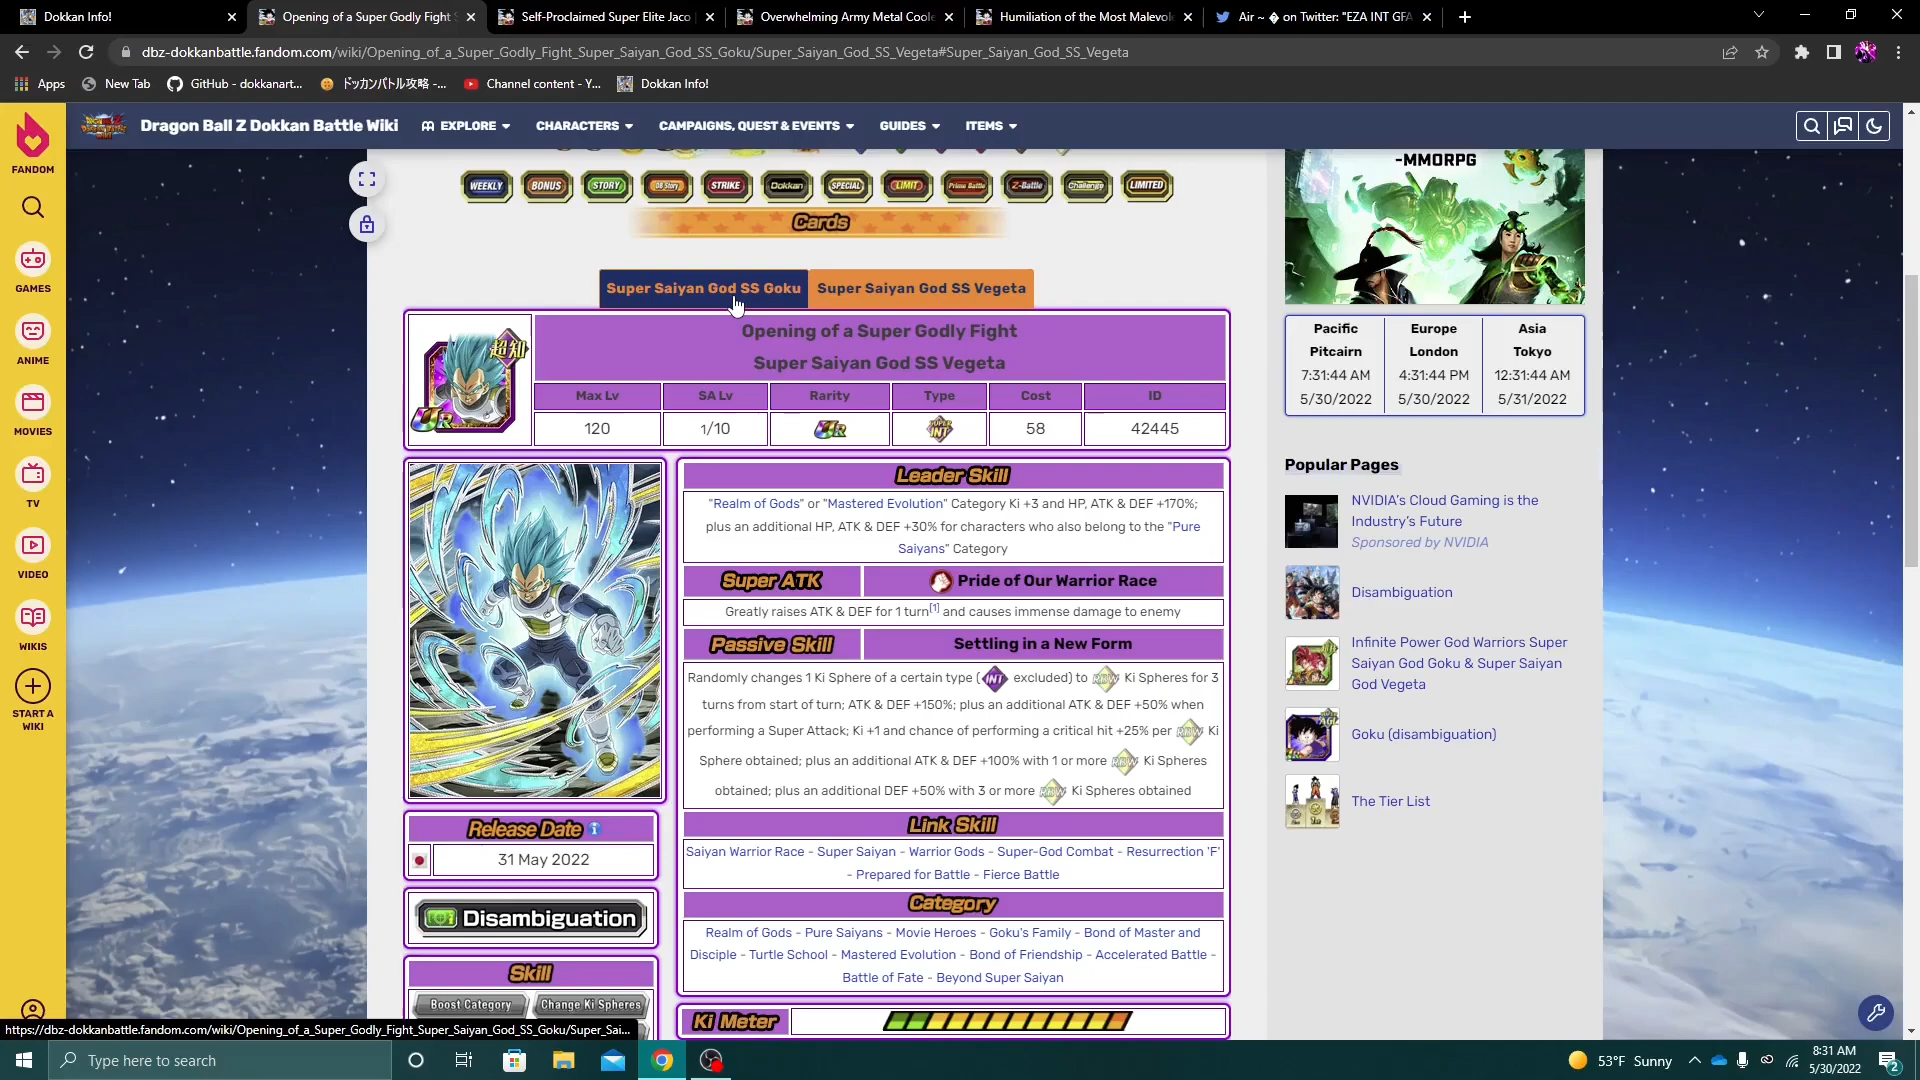 Dokkan Info!
Opening of a Super Godly Fight S
Self-Proclaimed Super Elite Jaco |
Overwhelming Army Metal Coole
Humiliation of the Most Malevole
Air ~ � on Twitter: "EZA INT GFA
dbz-dokkanbattle.fandom.com/wiki/Opening_of_a_Super_Godly_Fight_Super_Saiyan_God_SS_Goku/Super_Saiyan_God_SS_Vegeta#Super_Saiyan_God_SS_Vegeta
Apps
New Tab
GitHub - dokkanart...
ドッカンバトル攻略 -...
Channel content - Y...
Dokkan Info!
FANDOM
GAMES
ANIME
MOVIES
TV
VIDEO
WIKIS
START A
WIKI
Dragon Ball Z Dokkan Battle Wiki
EXPLORE
CHARACTERS
CAMPAIGNS, QUEST & EVENTS
GUIDES
ITEMS
WEEKLY
BONUS
STORY
DB Story
STRIKE
Dokkan
SPECIAL
LIMIT
Prime Battle
Z-Battle
Challenge
LIMITED
Cards
Super Saiyan God SS Goku
Super Saiyan God SS Vegeta
超知
UR
Opening of a Super Godly Fight
Super Saiyan God SS Vegeta
Max Lv
SA Lv
Rarity
Type
Cost
ID
120
1/10
UR
SUPER INT
58
42445
Leader Skill
"Realm of Gods" or "Mastered Evolution" Category Ki +3 and HP, ATK & DEF +170%;
plus an additional HP, ATK & DEF +30% for characters who also belong to the "Pure
Saiyans" Category
Super ATK
Pride of Our Warrior Race
Greatly raises ATK & DEF for 1 turn[1] and causes immense damage to enemy
Passive Skill
Settling in a New Form
Randomly changes 1 Ki Sphere of a certain type (INT excluded) to RBW Ki Spheres for 3
turns from start of turn; ATK & DEF +150%; plus an additional ATK & DEF +50% when
performing a Super Attack; Ki +1 and chance of performing a critical hit +25% per RBW Ki
Sphere obtained; plus an additional ATK & DEF +100% with 1 or more RBW Ki Spheres
obtained; plus an additional DEF +50% with 3 or more RBW Ki Spheres obtained
Link Skill
Saiyan Warrior Race - Super Saiyan - Warrior Gods - Super-God Combat - Resurrection 'F'
- Prepared for Battle - Fierce Battle
Category
Realm of Gods - Pure Saiyans - Movie Heroes - Goku's Family - Bond of Master and
Disciple - Turtle School - Mastered Evolution - Bond of Friendship - Accelerated Battle -
Battle of Fate - Beyond Super Saiyan
Ki Meter
Release Date
31 May 2022
Disambiguation
Skill
Boost Category
Change Ki Spheres
-MMORPG
Pacific
Pitcairn
7:31:44 AM
5/30/2022
Europe
London
4:31:44 PM
5/30/2022
Asia
Tokyo
12:31:44 AM
5/31/2022
Popular Pages
NVIDIA's Cloud Gaming is the
Industry's Future
Sponsored by NVIDIA
Disambiguation
Infinite Power God Warriors Super
Saiyan God Goku & Super Saiyan
God Vegeta
Goku (disambiguation)
The Tier List
https://dbz-dokkanbattle.fandom.com/wiki/Opening_of_a_Super_Godly_Fight_Super_Saiyan_God_SS_Goku/Super_Sai...
Type here to search
53°F Sunny
8:31 AM
5/30/2022
2